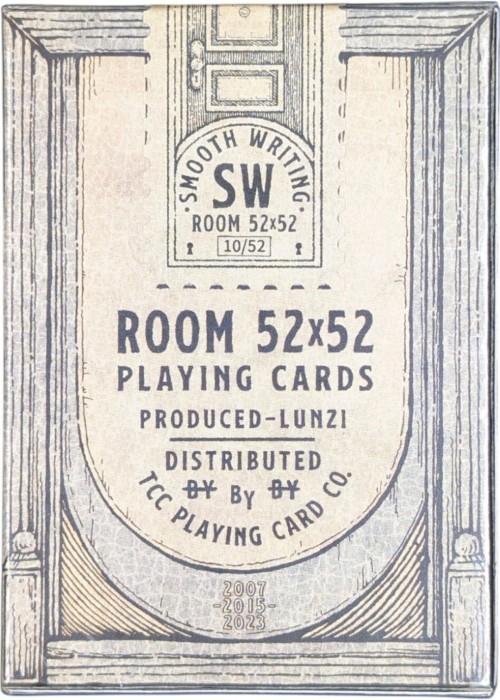 ·SMOOTH WRITING·
SW
ROOM 52x52
10/52
ROOM 52x52
PLAYING CARDS
PRODUCED-LUNZI
DISTRIBUTED
BY By BY
TCC PLAYING CARD CO.
2007
-2015-
2023